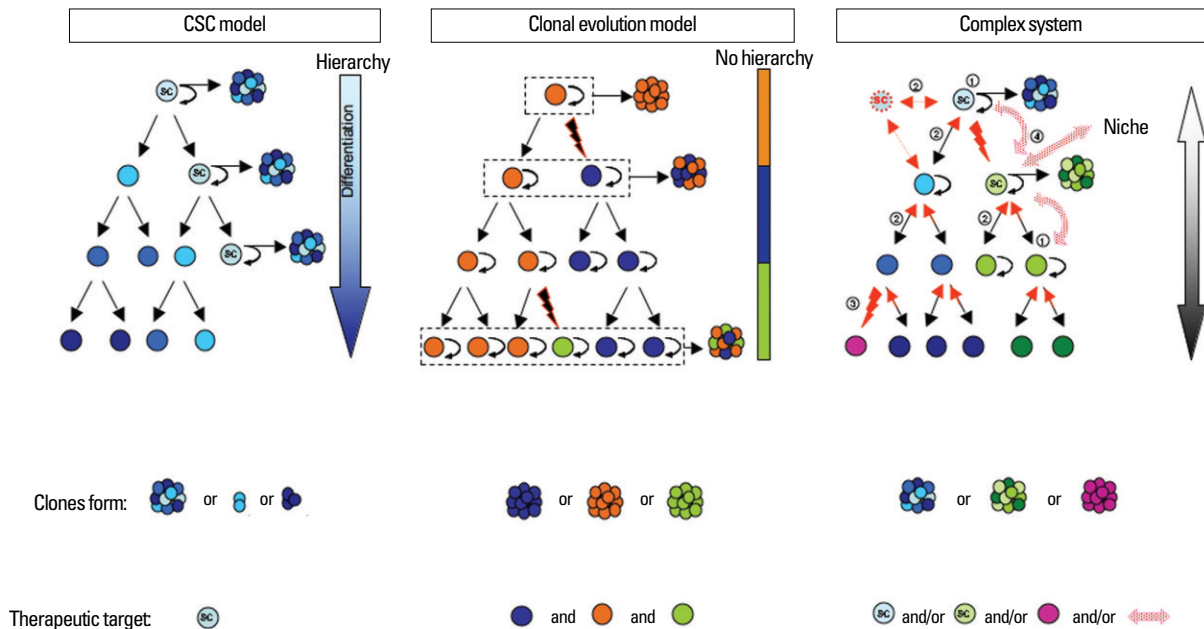 CSC model
Clonal evolution model
Complex system
Hierarchy
No hierarchy
SC
SC
SC
Differentiation
SC
②
①
SC
②
④
Niche
SC
②
②
①
③
Clones form:
or
or
or
or
or
or
Therapeutic target:
SC
and
and
SC
and/or
SC
and/or
and/or